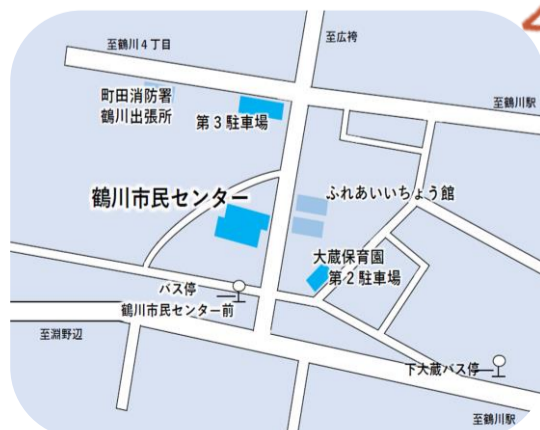 至鶴川4丁目
至広袴
至鶴川駅
町田消防署
鶴川出張所
第3駐車場
鶴川市民センター
ふれあいいちょう館
大蔵保育園
第2駐車場
バス停
鶴川市民センター前
至淵野辺
下大蔵バス停
至鶴川駅